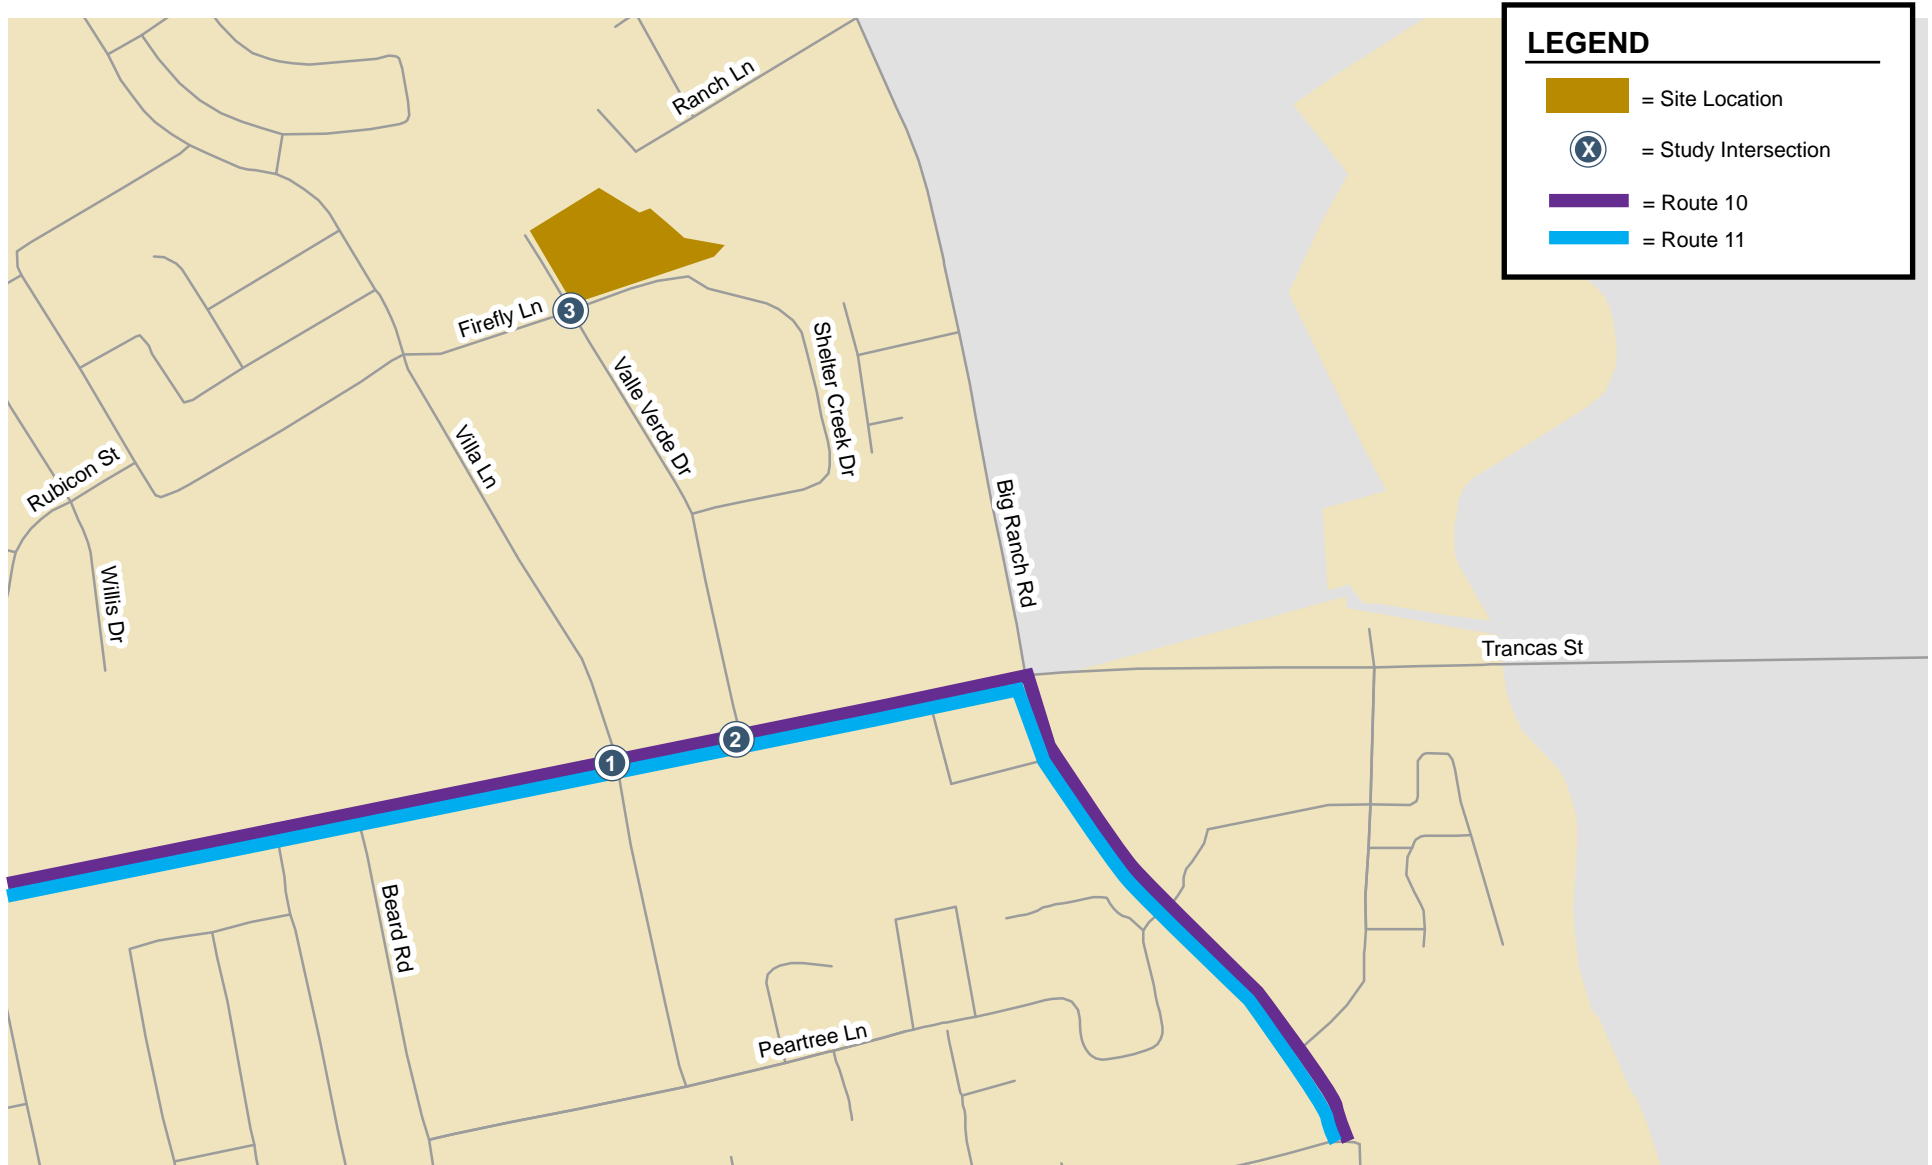 LEGEND
= Site Location
X
= Study Intersection
= Route 10
= Route 11
Ranch Ln
Firefly Ln
3
Valle Verde Dr
Shelter Creek Dr
Villa Ln
Rubicon St
Willis Dr
Big Ranch Rd
Trancas St
2
1
Beard Rd
Peartree Ln